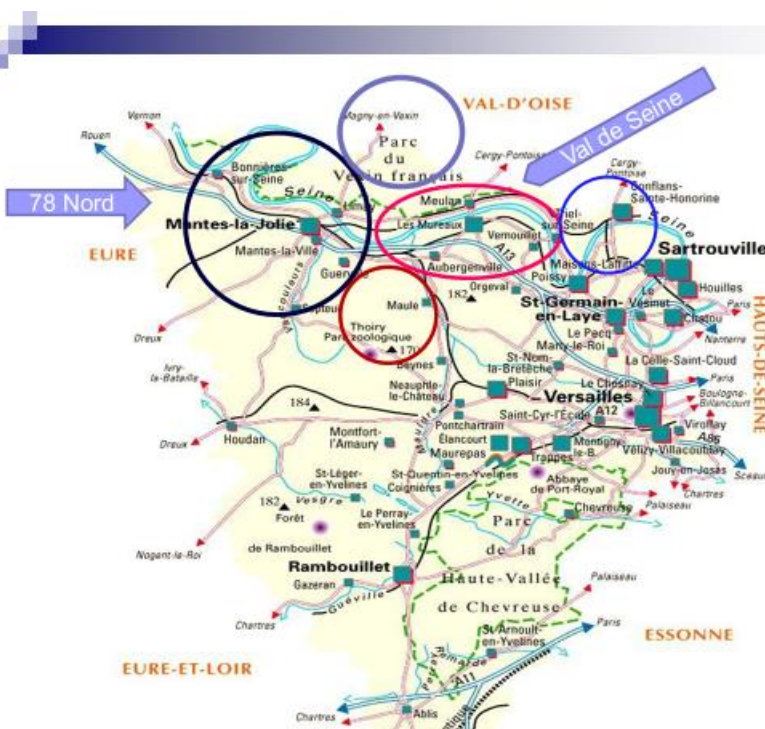 VAL-D'OISE
Magny-en-Vexin
Vernon
Rouen
Parc
du
Vexin français
Val de Seine
Cergy-Pontoise
Cergy-
Pontoise
Bonnières-
sur-Seine
Seine
78 Nord
Conflans-
Sainte-Honorine
Seine
Meulan
Mantes-la-Jolie
Les Mureaux
Vernouillet
sur-Seine
Mantes-la-Ville
A13
Maisons-Laffitte
Sartrouville
EURE
Aubergenville
Poissy
Houilles
Orgeval
182
Le
Vésinet
Maule
St-Germain-
en-Laye
Paris
Chatou
Thoiry
Parc zoologique
Le Pecq
Nanterre
HAUTS-DE-SEINE
Dreux
Marly-le-Roi
Beynes
St-Nom-
la-Bretèche
La Celle-Saint-Cloud
Ivry-
la-Bataille
Neauphle-
le-Château
Plaisir
Le Chesnay
Paris
Versailles
Boulogne-
Billancourt
184
Saint-Cyr-l'École
A12
Pontchartrain
Viroflay
Houdan
Montfort-
l'Amaury
Élancourt
Maurepas
Montigny-
le-B.
A86
Dreux
Trappes
Vélizy-Villacoublay
Jouy-en-Josas
St-Léger-
en-Yvelines
St-Quentin-en-Yvelines
Coignières
Abbaye
de Port-Royal
Chartres
Sceaux
182
Vesgre
Yvette
Chevreuse
Palaiseau
Forêt
de Rambouillet
Le Perray-
en-Yvelines
Parc
de la
Haute-Vallée
de Chevreuse
Nogent-le-Roi
Rambouillet
Gazeran
Guéville
Palaiseau
Chartres
St-Arnoult-
en-Yvelines
Paris
ESSONNE
Remarde
EURE-ET-LOIR
A11
Chartres
Ablis